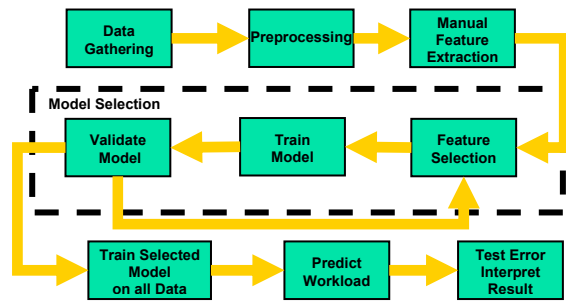 Data
Gathering
Preprocessing
Manual
Feature
Extraction
Model Selection
Validate
Model
Train
Model
Feature
Selection
Train Selected
Model
on all Data
Predict
Workload
Test Error
Interpret
Result